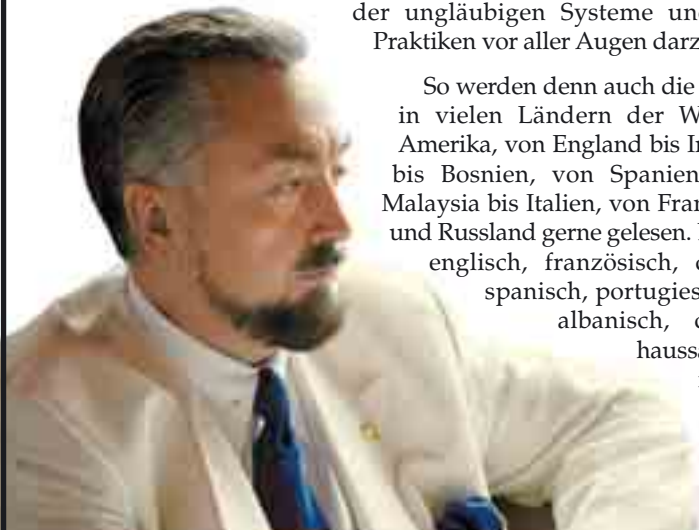 der ungläubigen Systeme und
Praktiken vor aller Augen darz
So werden denn auch die
in vielen Ländern der W
Amerika, von England bis In
bis Bosnien, von Spanien
Malaysia bis Italien, von Fran
und Russland gerne gelesen.
englisch, französisch,
spanisch, portugies
albanisch,
haussa